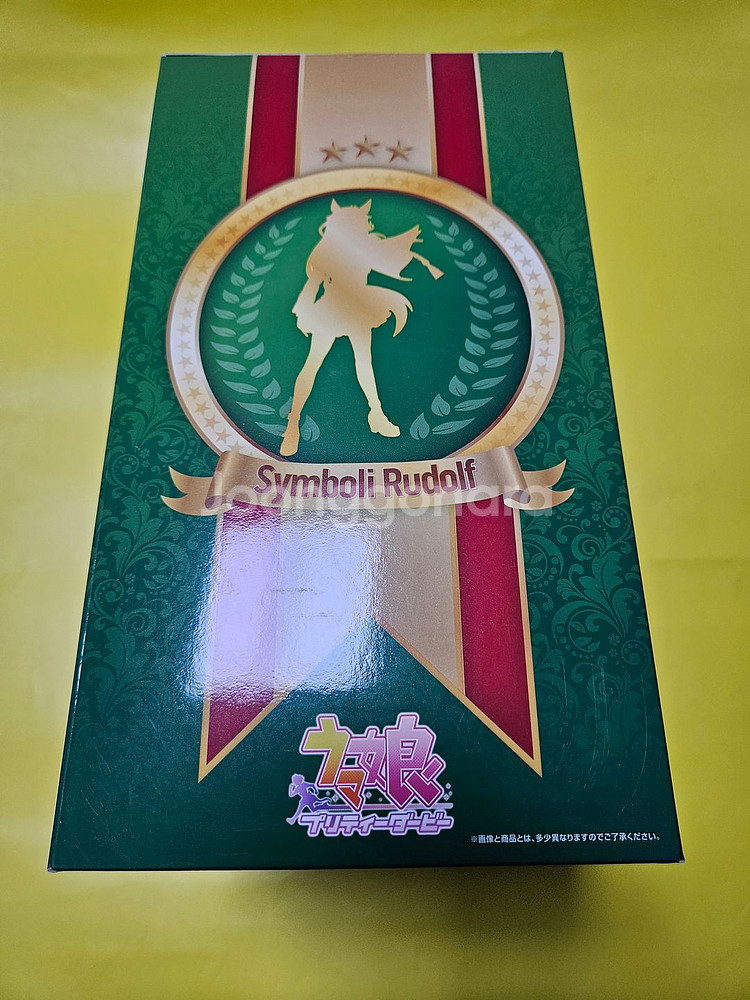 Symboli Rudolf
joonggonara
ウマ娘
プリティーダービー
※画像と商品とは、多少異なりますのでご了承ください。